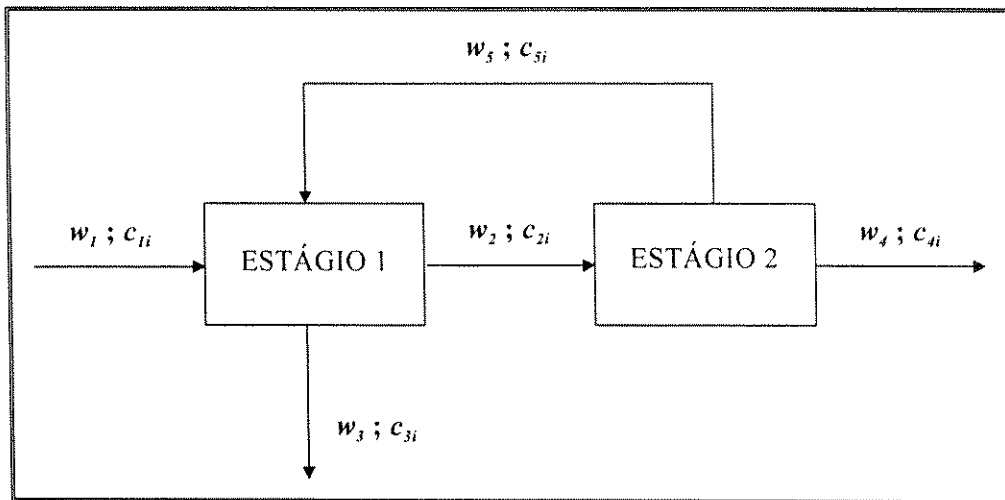 w₅ ; c₅ᵢ
w₁ ; c₁ᵢ
ESTÁGIO 1
w₂ ; c₂ᵢ
ESTÁGIO 2
w₄ ; c₄ᵢ
w₃ ; c₃ᵢ